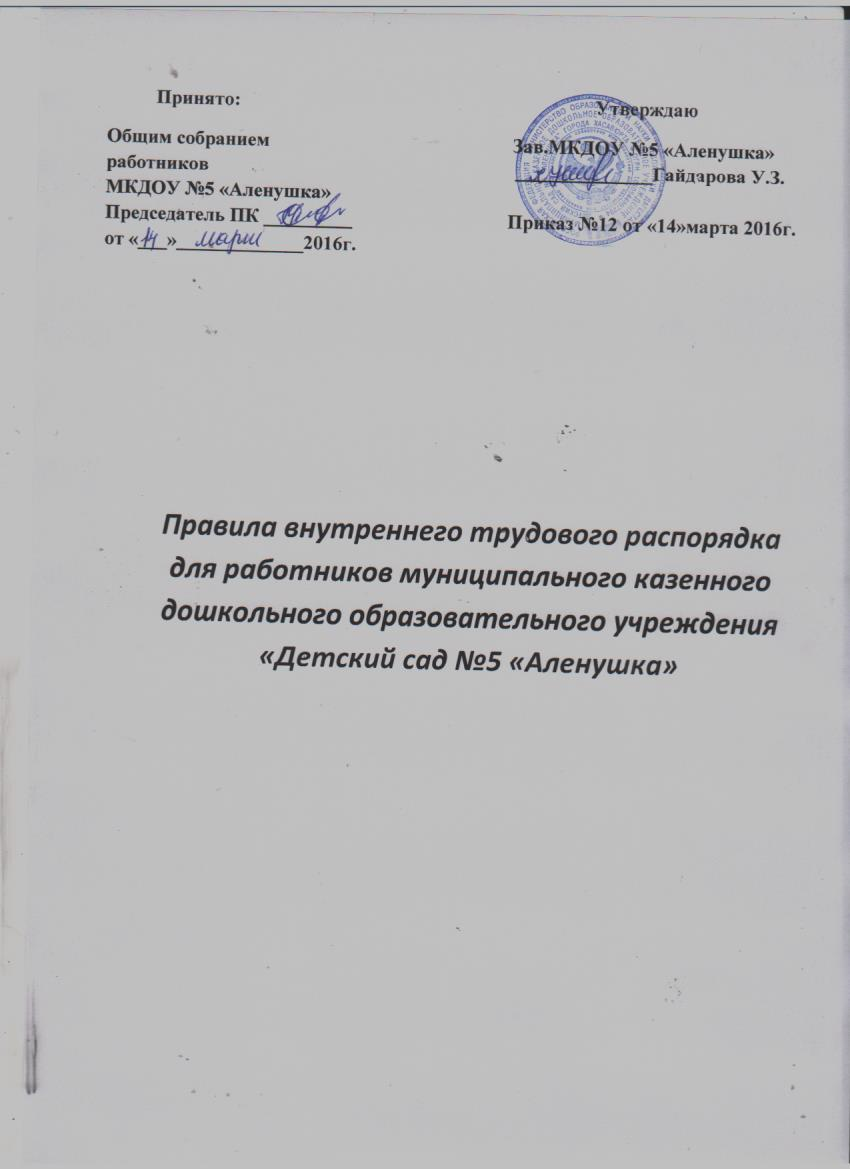 Принято:
Общим собранием
работников
МКДОУ №5 «Аленушка»
Председатель ПК
от «14» марта 2016г.
Утверждаю
Зав.МКДОУ №5 «Аленушка»
Гайдарова У.З.
Приказ №12 от «14»марта 2016г.
Правила внутреннего трудового распорядка
для работников муниципального казенного
дошкольного образовательного учреждения
«Детский сад №5 «Аленушка»